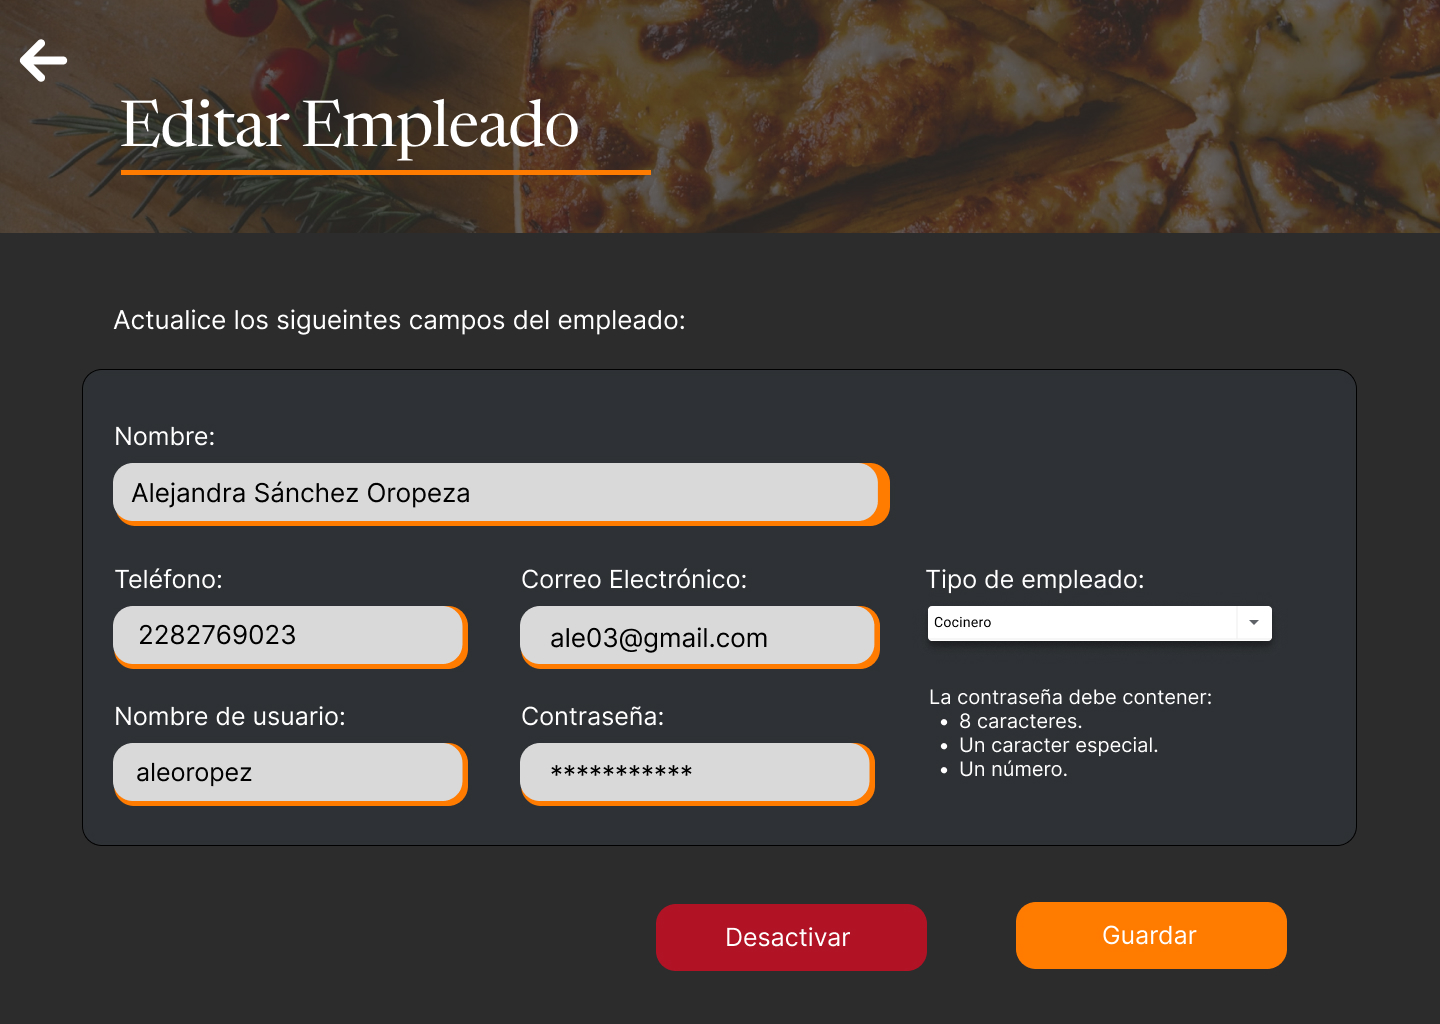 Editar Empleado
Actualice los sigueintes campos del empleado:
Nombre:
Alejandra Sánchez Oropeza
Teléfono:
2282769023
Correo Electrónico:
ale03@gmail.com
Tipo de empleado:
Cocinero
Nombre de usuario:
aleoropez
Contraseña:
***********
La contraseña debe contener:
• 8 caracteres.
• Un caracter especial.
• Un número.
Desactivar
Guardar